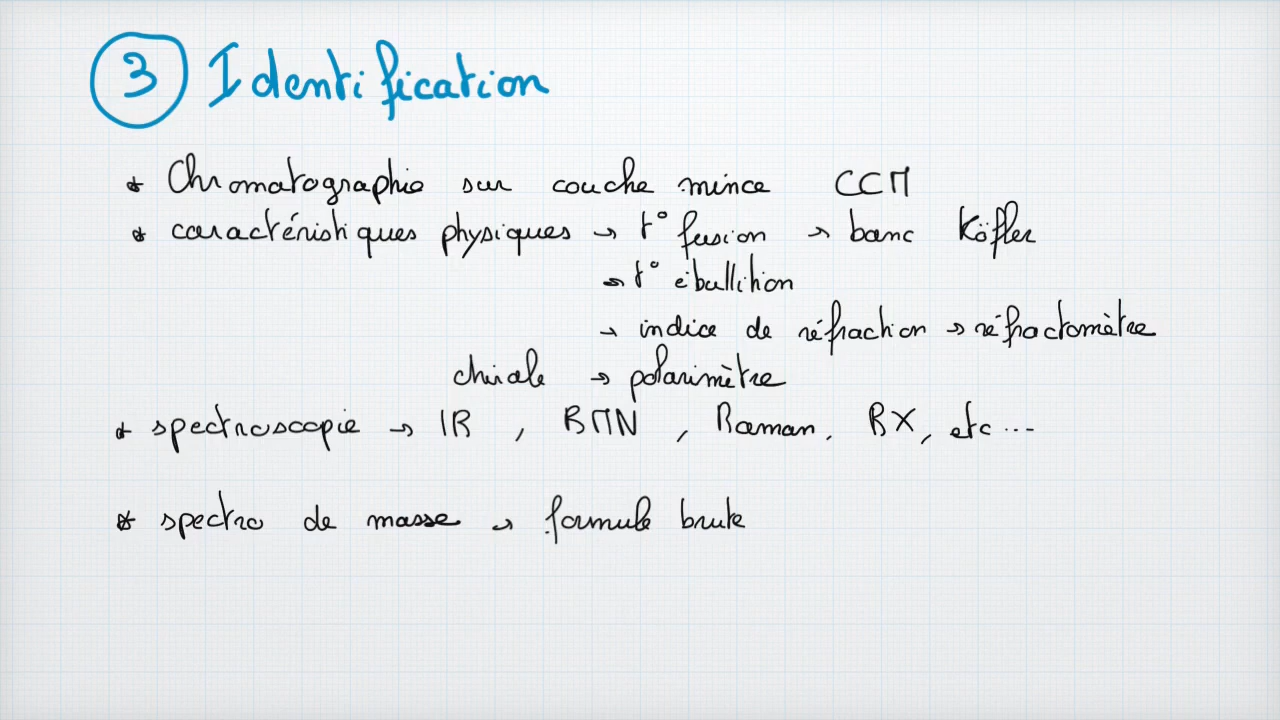 3 Identification
* Chromatographie sur couche mince CCM
* caractéristiques physiques → t° fusion → banc Köfler
→ t° ébullition
→ indice de réfraction → réfractomètre
chirale → polarimètre
* spectroscopie → IR, RMN, Raman, RX, etc...
* spectro de masse → formule brute